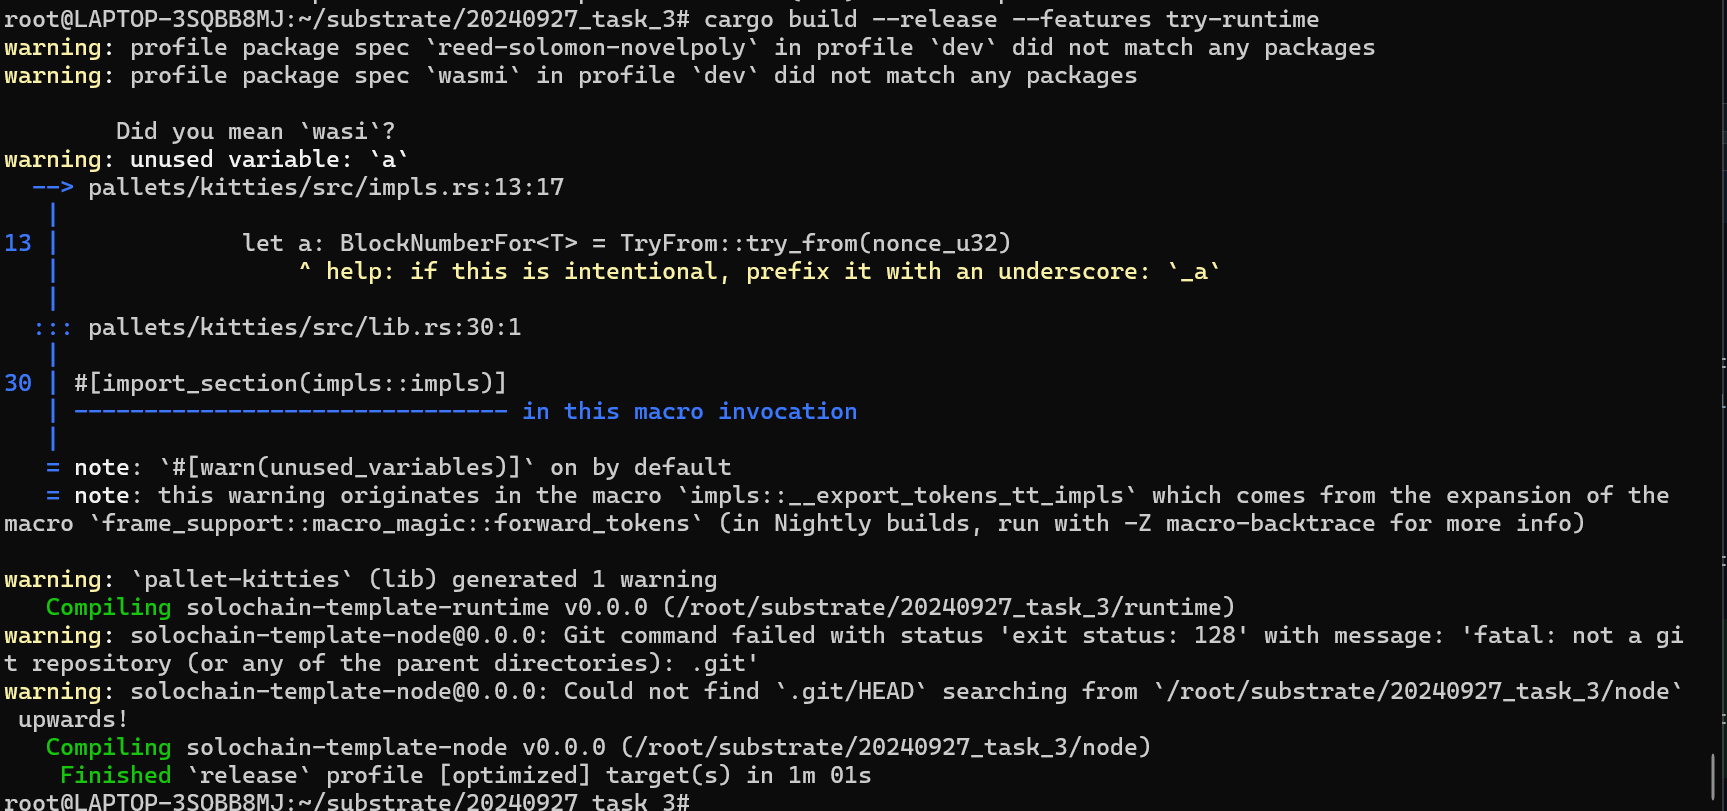 root@LAPTOP-3SQBB8MJ:~/substrate/20240927_task_3# cargo build --release --features try-runtime
warning: profile package spec `reed-solomon-novelpoly` in profile `dev` did not match any packages
warning: profile package spec `wasmi` in profile `dev` did not match any packages

        Did you mean `wasi`?
warning: unused variable: `a`
  --> pallets/kitties/src/impls.rs:13:17
   |
13 |             let a: BlockNumberFor<T> = TryFrom::try_from(nonce_u32)
   |                 ^ help: if this is intentional, prefix it with an underscore: `_a`
   |
  ::: pallets/kitties/src/lib.rs:30:1
   |
30 | #[import_section(impls::impls)]
   | ------------------------------- in this macro invocation
   |
   = note: `#[warn(unused_variables)]` on by default
   = note: this warning originates in the macro `impls::__export_tokens_tt_impls` which comes from the expansion of the
macro `frame_support::macro_magic::forward_tokens` (in Nightly builds, run with -Z macro-backtrace for more info)

warning: `pallet-kitties` (lib) generated 1 warning
   Compiling solochain-template-runtime v0.0.0 (/root/substrate/20240927_task_3/runtime)
warning: solochain-template-node@0.0.0: Git command failed with status 'exit status: 128' with message: 'fatal: not a gi
t repository (or any of the parent directories): .git'
warning: solochain-template-node@0.0.0: Could not find `.git/HEAD` searching from `/root/substrate/20240927_task_3/node`
 upwards!
   Compiling solochain-template-node v0.0.0 (/root/substrate/20240927_task_3/node)
    Finished `release` profile [optimized] target(s) in 1m 01s
root@LAPTOP-3SQBB8MJ:~/substrate/20240927_task_3#